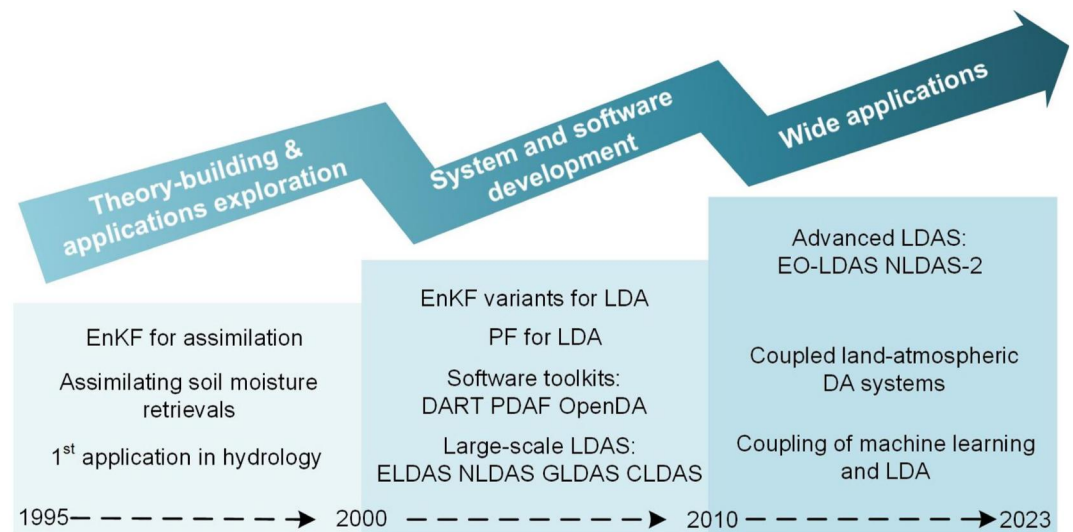 Theory-building &
applications exploration
System and software
development
Wide applications
EnKF for assimilation
Assimilating soil moisture
retrievals
1st application in hydrology
EnKF variants for LDA
PF for LDA
Software toolkits:
DART PDAF OpenDA
Large-scale LDAS:
ELDAS NLDAS GLDAS CLDAS
Advanced LDAS:
EO-LDAS NLDAS-2
Coupled land-atmospheric
DA systems
Coupling of machine learning
and LDA
1995 2000 2010 2023